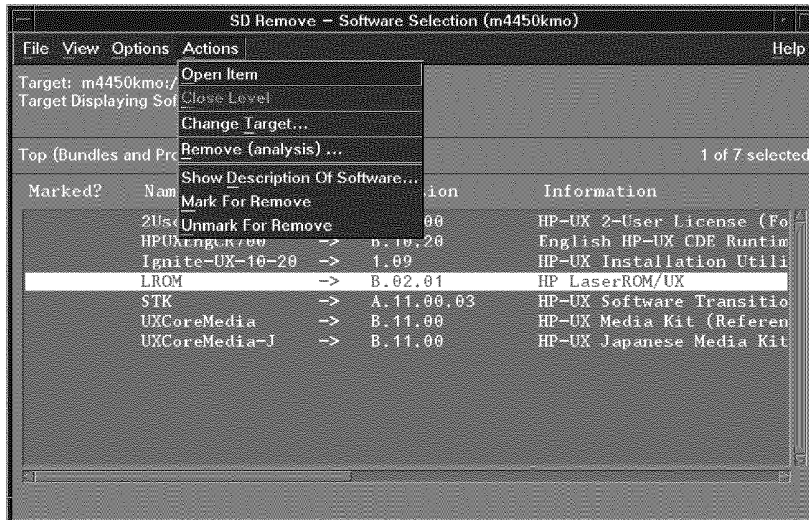 SD Remove - Software Selection (m4450kmo)
File View Options Actions Help
Target: m4450kmo:/
Target Displaying Sof
Open Item
Close Level
Change Target...
Remove (analysis) ...
Show Description Of Software...
Mark For Remove
Unmark For Remove
Top (Bundles and Pro 1 of 7 selected
Marked? Nam ion Information
2Use 00 HP-UX 2-User License (Fo
HPUXEngCR700 -> B.10.20 English HP-UX CDE Runtim
Ignite-UX-10-20 -> 1.09 HP-UX Installation Utili
LROM -> B.02.01 HP LaserROM/UX
STK -> A.11.00.03 HP-UX Software Transitio
UXCoreMedia -> B.11.00 HP-UX Media Kit (Referen
UXCoreMedia-J -> B.11.00 HP-UX Japanese Media Kit